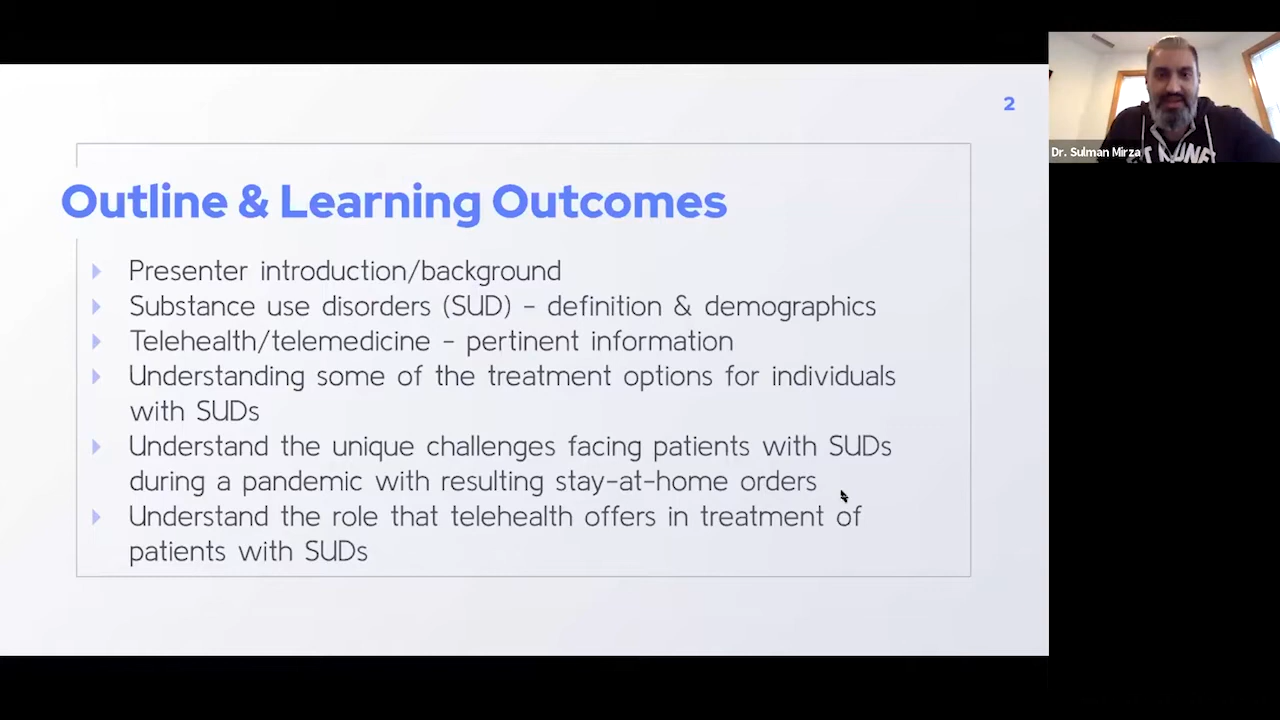 2
Outline & Learning Outcomes
Presenter introduction/background
Substance use disorders (SUD) – definition & demographics
Telehealth/telemedicine – pertinent information
Understanding some of the treatment options for individuals
with SUDs
Understand the unique challenges facing patients with SUDs
during a pandemic with resulting stay-at-home orders
Understand the role that telehealth offers in treatment of
patients with SUDs
Dr. Sulman Mirza